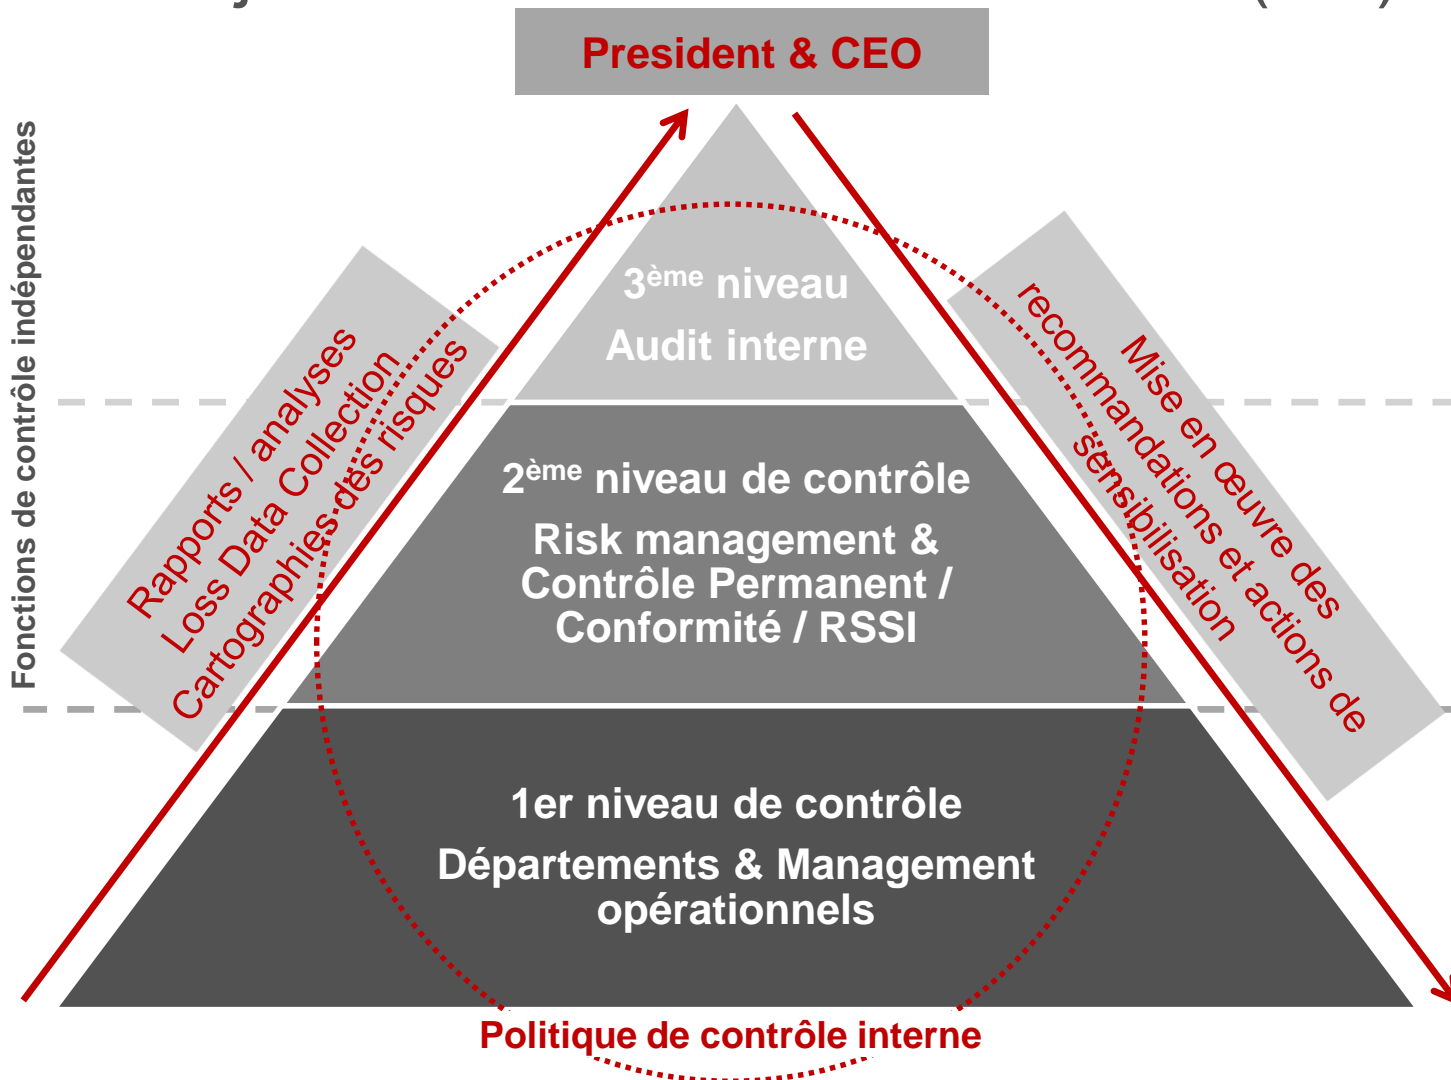 President & CEO
Fonctions de contrôle indépendantes
3ème niveau
Audit interne
Rapports / analyses
Loss Data Collection
Cartographies des risques
Mise en œuvre des
recommandations et actions de
sensibilisation
2ème niveau de contrôle
Risk management &
Contrôle Permanent /
Conformité / RSSI
1er niveau de contrôle
Départements & Management
opérationnels
Politique de contrôle interne